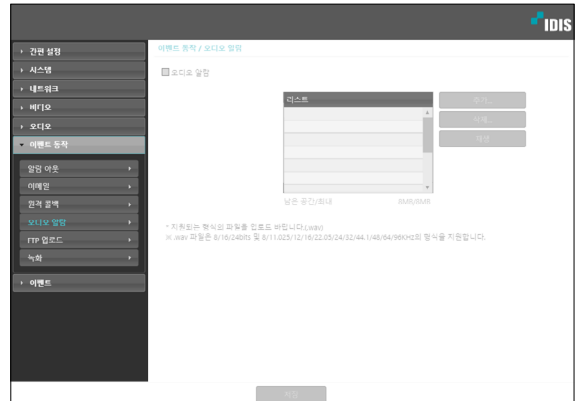 IDIS
간편 설정
이벤트 동작 / 오디오 알람
시스템
오디오 알람
네트워크
비디오
오디오
이벤트 동작
알람 아웃
이메일
원격 콜백
오디오 알람
FTP 업로드
녹화
이벤트
리스트
추가...
삭제...
재생
남은 공간/최대
8MB/8MB
* 지원되는 형식의 파일을 업로드 바랍니다.(.wav)
※ .wav 파일은 8/16/24bits 및 8/11.025/12/16/22.05/24/32/44.1/48/64/96KHz의 형식을 지원합니다.
저장